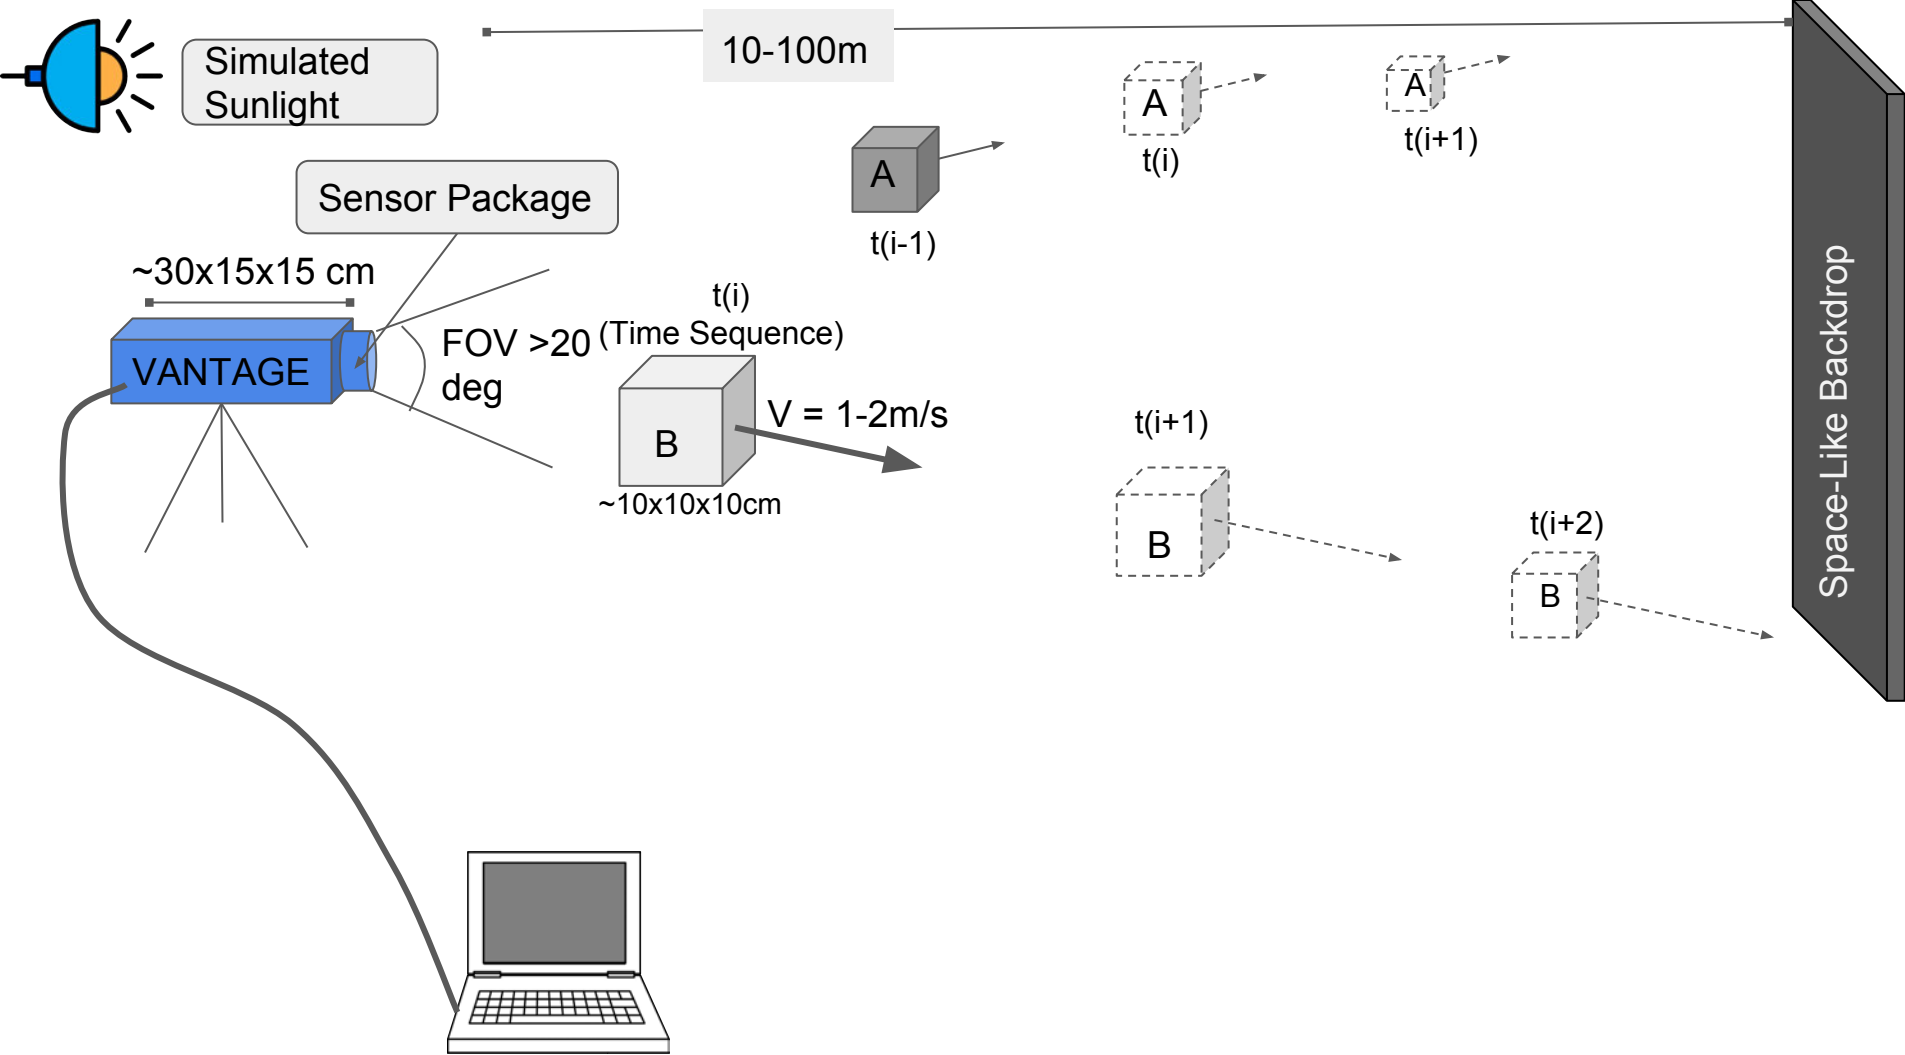 Simulated
Sunlight
10-100m
A
t(i-1)
A
t(i)
A
t(i+1)
Sensor Package
~30x15x15 cm
VANTAGE
FOV >20
deg
t(i)
(Time Sequence)
B
~10x10x10cm
V = 1-2m/s
t(i+1)
B
t(i+2)
B
Space-Like Backdrop